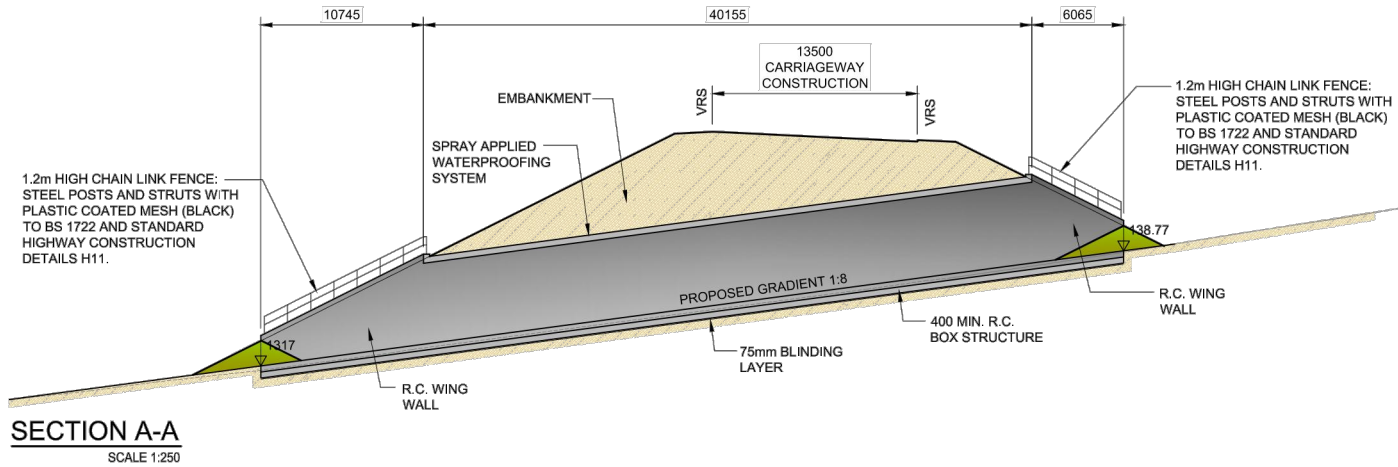 10745
40155
6065
13500
CARRIAGEWAY
CONSTRUCTION
VRS
VRS
EMBANKMENT
SPRAY APPLIED
WATERPROOFING
SYSTEM
1.2m HIGH CHAIN LINK FENCE:
STEEL POSTS AND STRUTS WITH
PLASTIC COATED MESH (BLACK)
TO BS 1722 AND STANDARD
HIGHWAY CONSTRUCTION
DETAILS H11.
1.2m HIGH CHAIN LINK FENCE:
STEEL POSTS AND STRUTS WITH
PLASTIC COATED MESH (BLACK)
TO BS 1722 AND STANDARD
HIGHWAY CONSTRUCTION
DETAILS H11.
138.77
PROPOSED GRADIENT 1:8
R.C. WING
WALL
400 MIN. R.C.
BOX STRUCTURE
1317
75mm BLINDING
LAYER
R.C. WING
WALL
SECTION A-A
SCALE 1:250